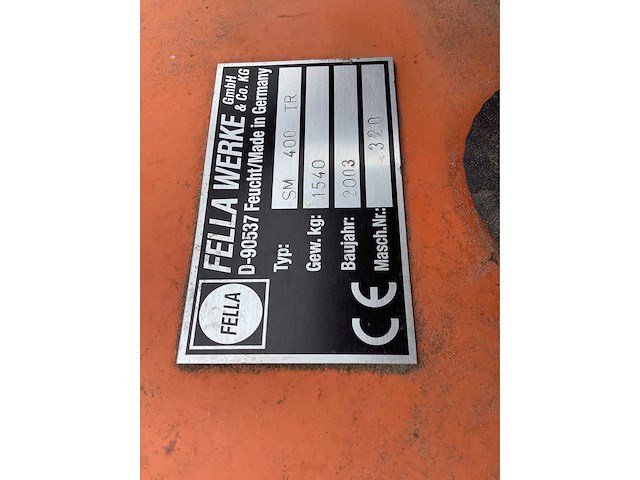 FELLA
FELLA WERKE GmbH & Co. KG
D-90537 Feucht/Made in Germany
Typ: SM 400 TR
Gew. kg: 1540
Baujahr: 2003
Masch.Nr.: 320
CE